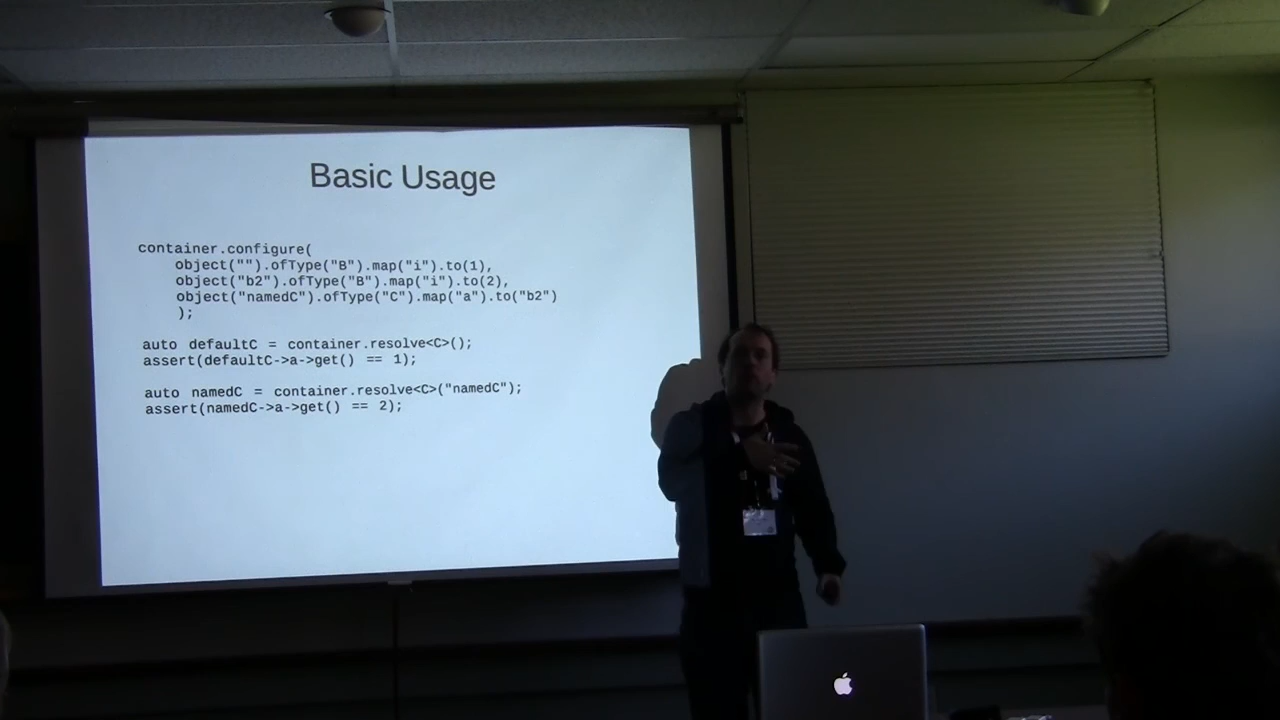 Basic Usage
container.configure(
object("").ofType("B").map("i").to(1),
object("b2").ofType("B").map("i").to(2),
object("namedC").ofType("C").map("a").to("b2")
);
auto defaultC = container.resolve<C>();
assert(defaultC->a->get() == 1);
auto namedC = container.resolve<C>("namedC");
assert(namedC->a->get() == 2);